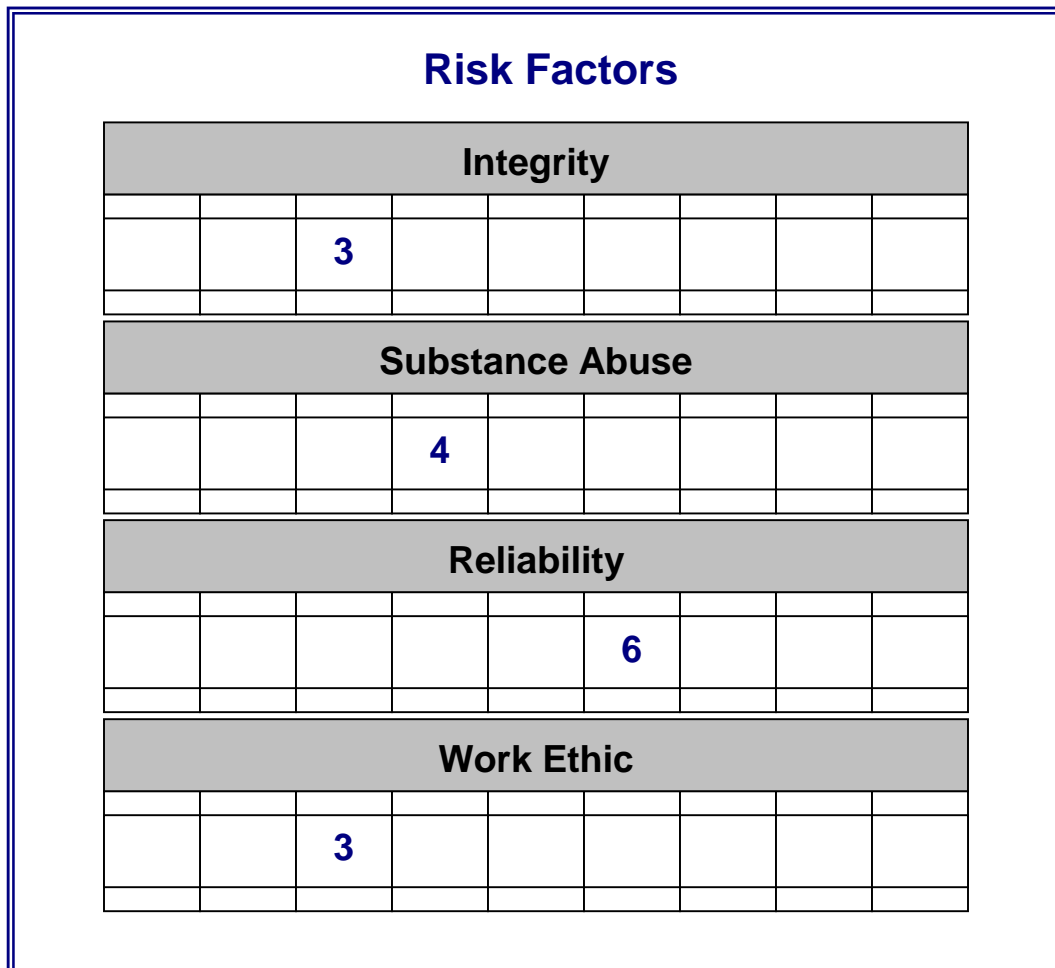 Risk Factors
Integrity
3
Substance Abuse
4
Reliability
6
Work Ethic
3